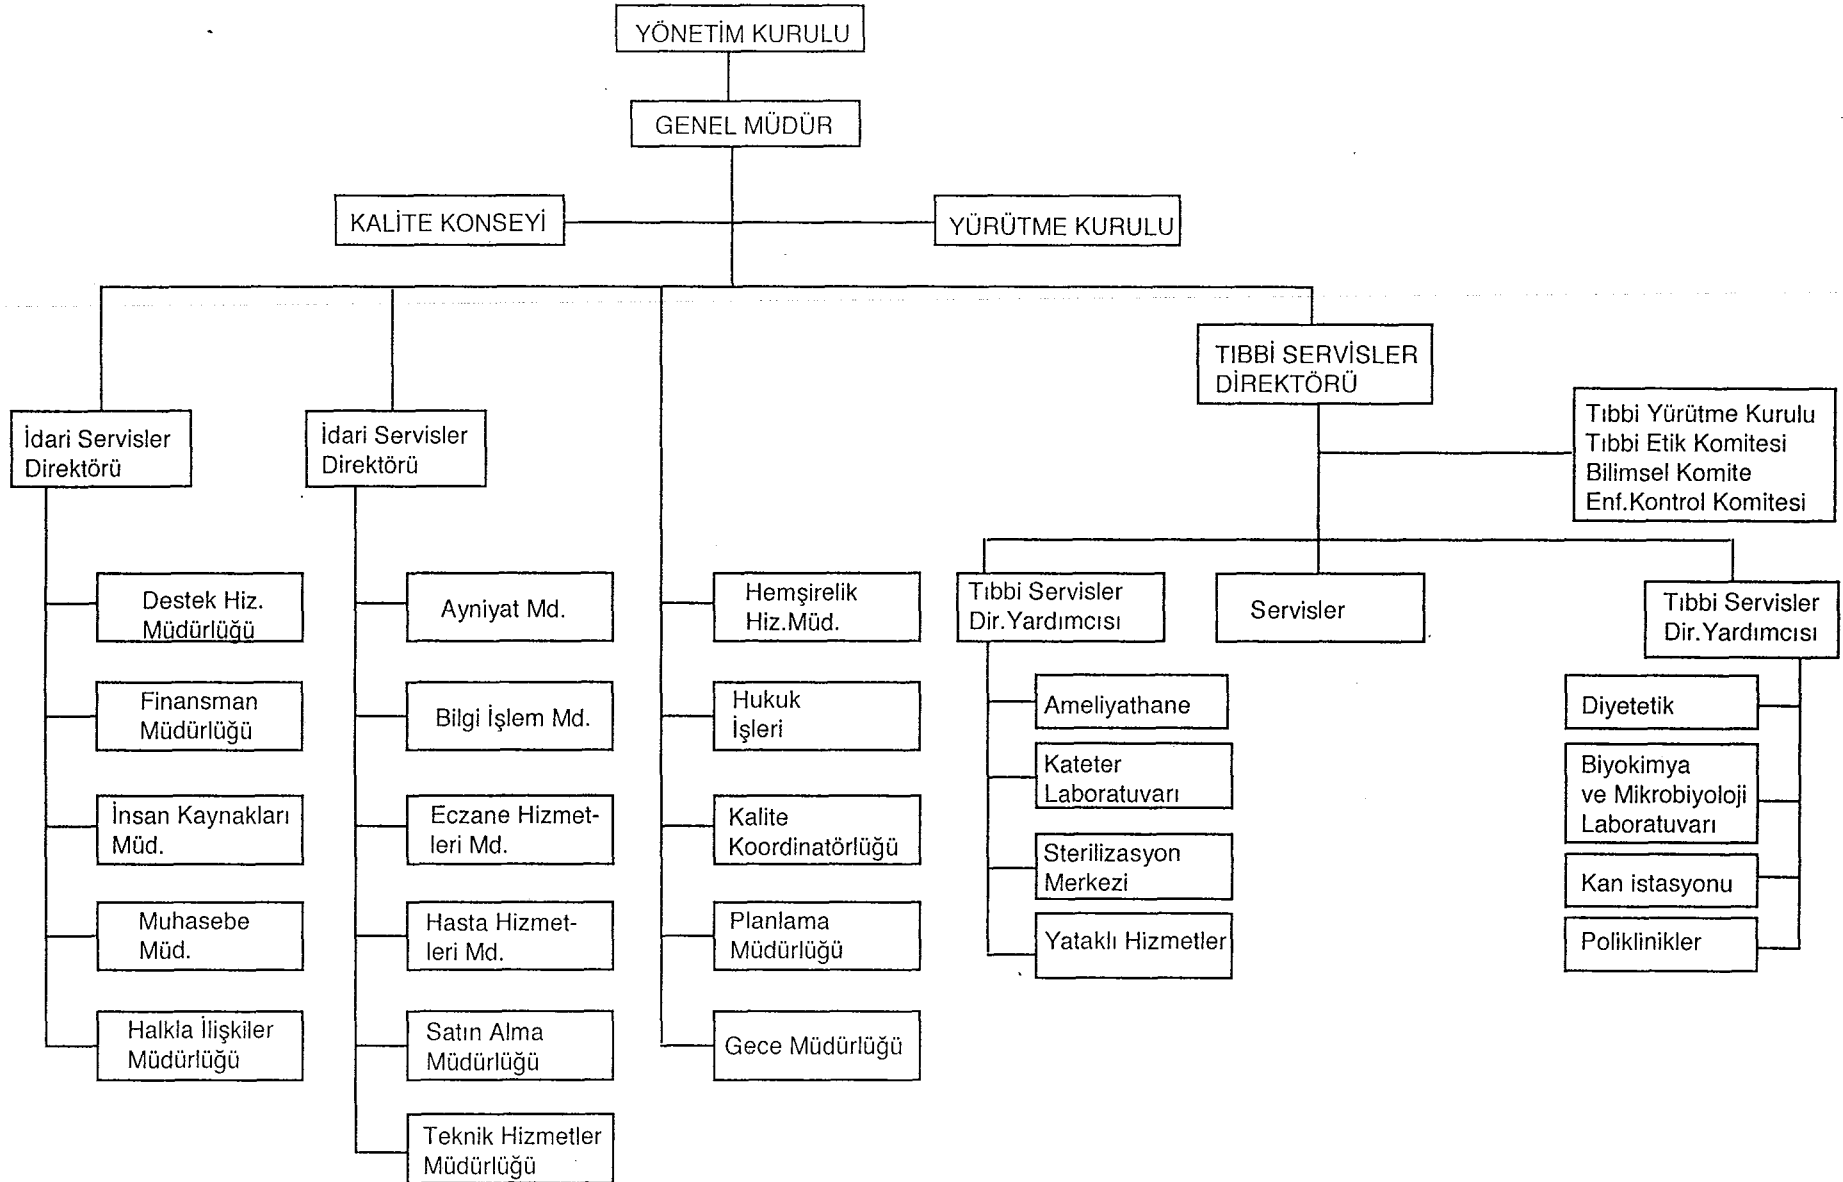 YÖNETİM KURULU
GENEL MÜDÜR
KALİTE KONSEYİ
YÜRÜTME KURULU
TIBBİ SERVİSLER
DİREKTÖRÜ
İdari Servisler
Direktörü
İdari Servisler
Direktörü
Tıbbi Yürütme Kurulu
Tıbbi Etik Komitesi
Bilimsel Komite
Enf.Kontrol Komitesi
Destek Hiz.
Müdürlüğü
Finansman
Müdürlüğü
İnsan Kaynakları
Müd.
Muhasebe
Müd.
Halkla İlişkiler
Müdürlüğü
Ayniyat Md.
Bilgi İşlem Md.
Eczane Hizmet-
leri Md.
Hasta Hizmet-
leri Md.
Satın Alma
Müdürlüğü
Teknik Hizmetler
Müdürlüğü
Hemşirelik
Hiz.Müd.
Hukuk
İşleri
Kalite
Koordinatörlüğü
Planlama
Müdürlüğü
Gece Müdürlüğü
Tıbbi Servisler
Dir.Yardımcısı
Ameliyathane
Kateter
Laboratuvarı
Sterilizasyon
Merkezi
Yataklı Hizmetler
Servisler
Tıbbi Servisler
Dir.Yardımcısı
Diyetetik
Biyokimya
ve Mikrobiyoloji
Laboratuvarı
Kan istasyonu
Poliklinikler